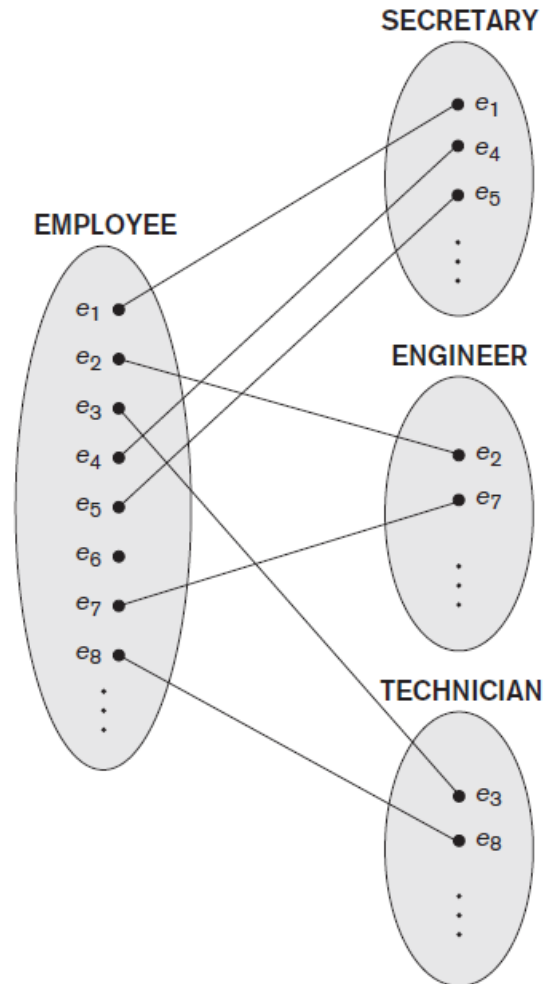 SECRETARY
e₁
e₄
e₅
EMPLOYEE
e₁
e₂
e₃
e₄
e₅
e₆
e₇
e₈
ENGINEER
e₂
e₇
TECHNICIAN
e₃
e₈